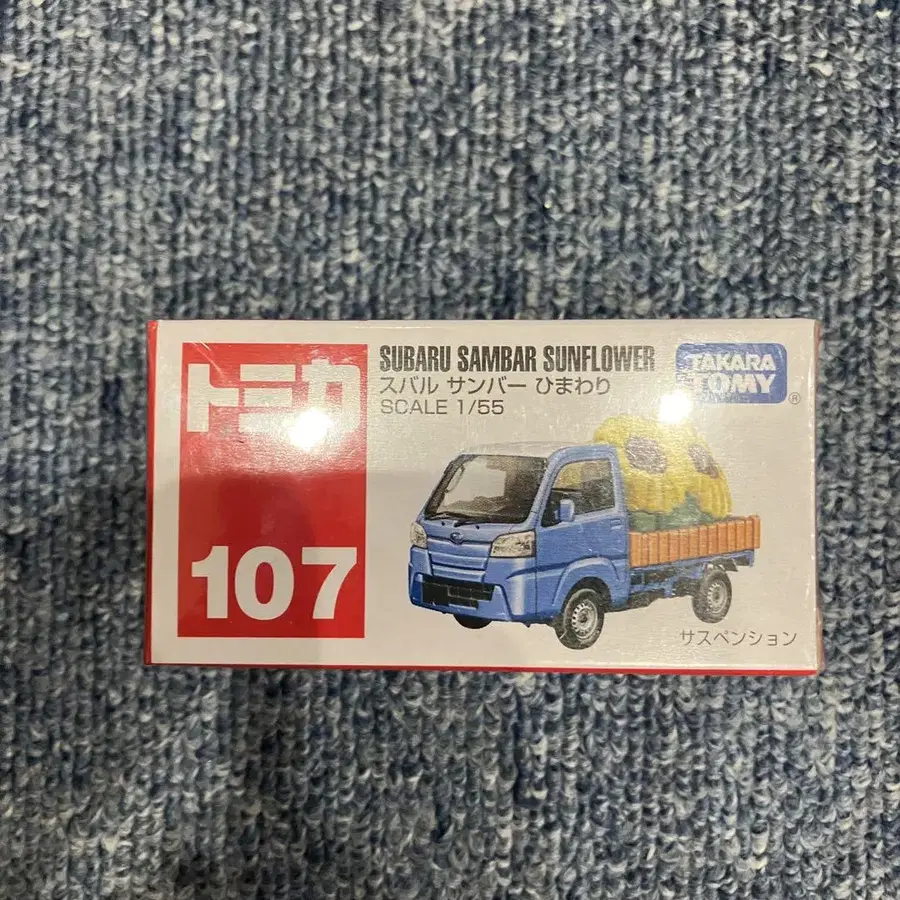 トミカ
107
SUBARU SAMBAR SUNFLOWER
スバル サンバー ひまわり
SCALE 1/55
TAKARA
TOMY
®
サスペンション